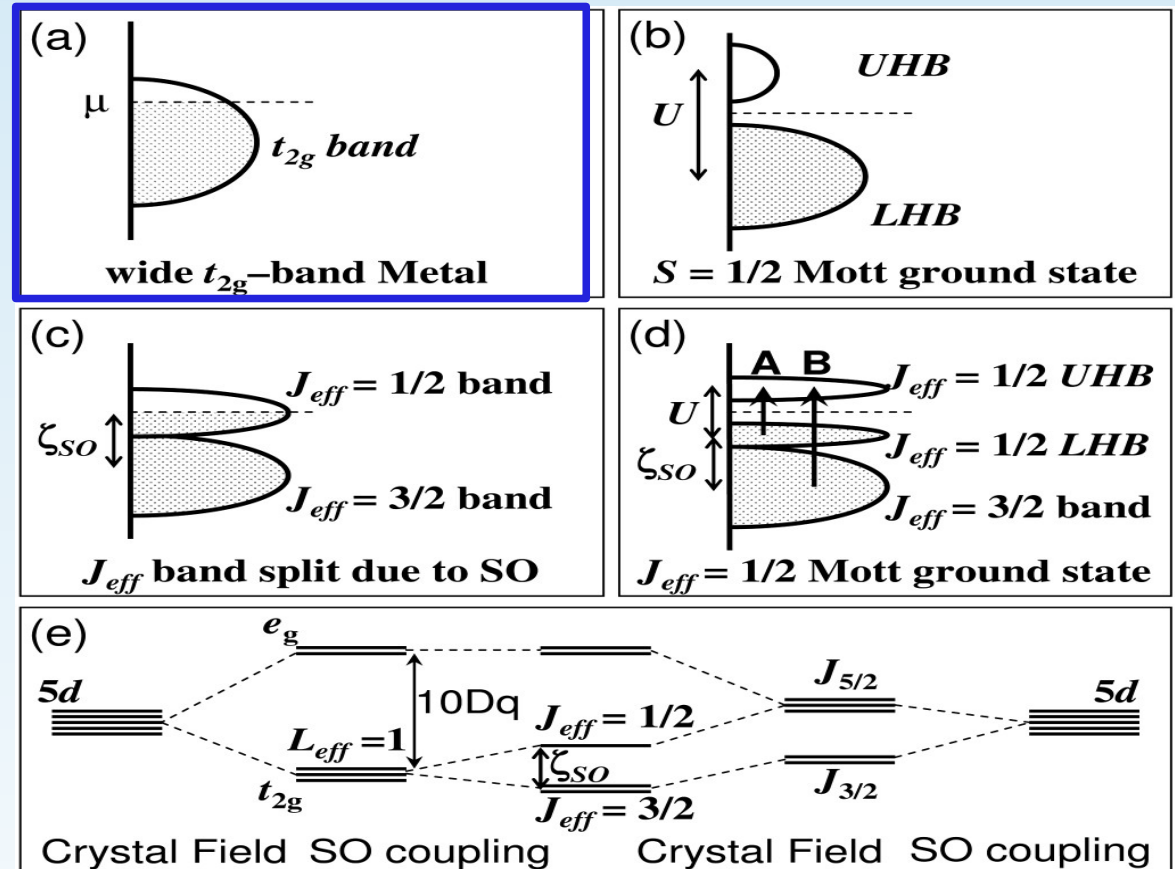 (a)
μ
t2g band
wide t2g–band Metal
(b)
UHB
U
LHB
S = 1/2 Mott ground state
(c)
Jeff = 1/2 band
ζSO
Jeff = 3/2 band
Jeff band split due to SO
(d)
A B
Jeff = 1/2 UHB
U
Jeff = 1/2 LHB
ζSO
Jeff = 3/2 band
Jeff = 1/2 Mott ground state
(e)
eg
5d
10Dq
J5/2
5d
Leff =1
Jeff = 1/2
ζSO
t2g
Jeff = 3/2
J3/2
Crystal Field SO coupling Crystal Field SO coupling